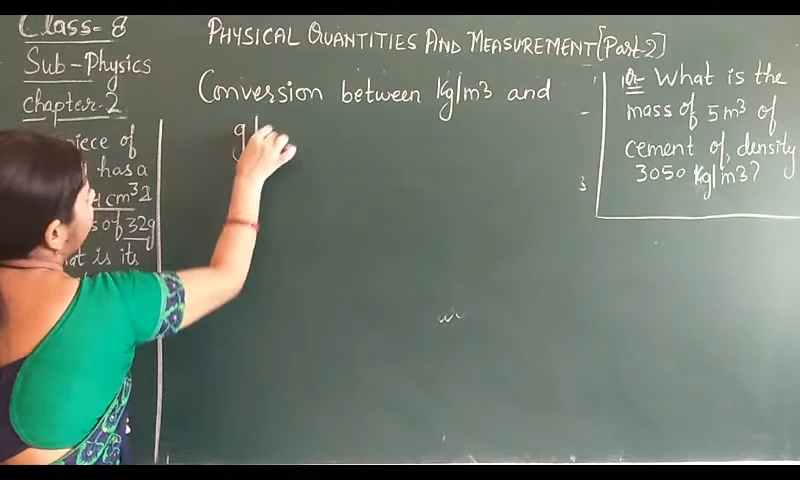 Class-8
Sub-Physics
chapter-2
PHYSICAL QUANTITIES AND MEASUREMENT[Part-2]
Conversion between Kg/m3 and
g/
piece of
has a
cm³
of 32g
What is its
Q What is the
mass of 5 m³ of
cement of, density
3050 Kg/m3?